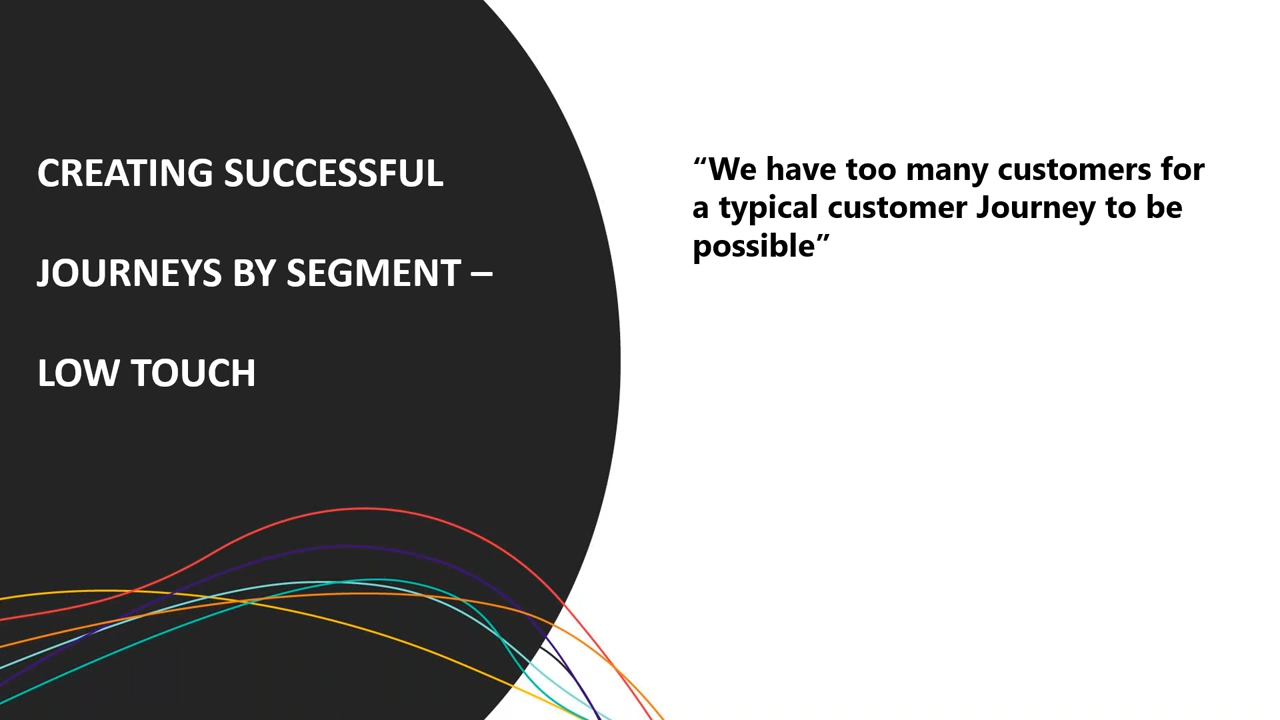 CREATING SUCCESSFUL
JOURNEYS BY SEGMENT –
LOW TOUCH
“We have too many customers for
a typical customer Journey to be
possible”